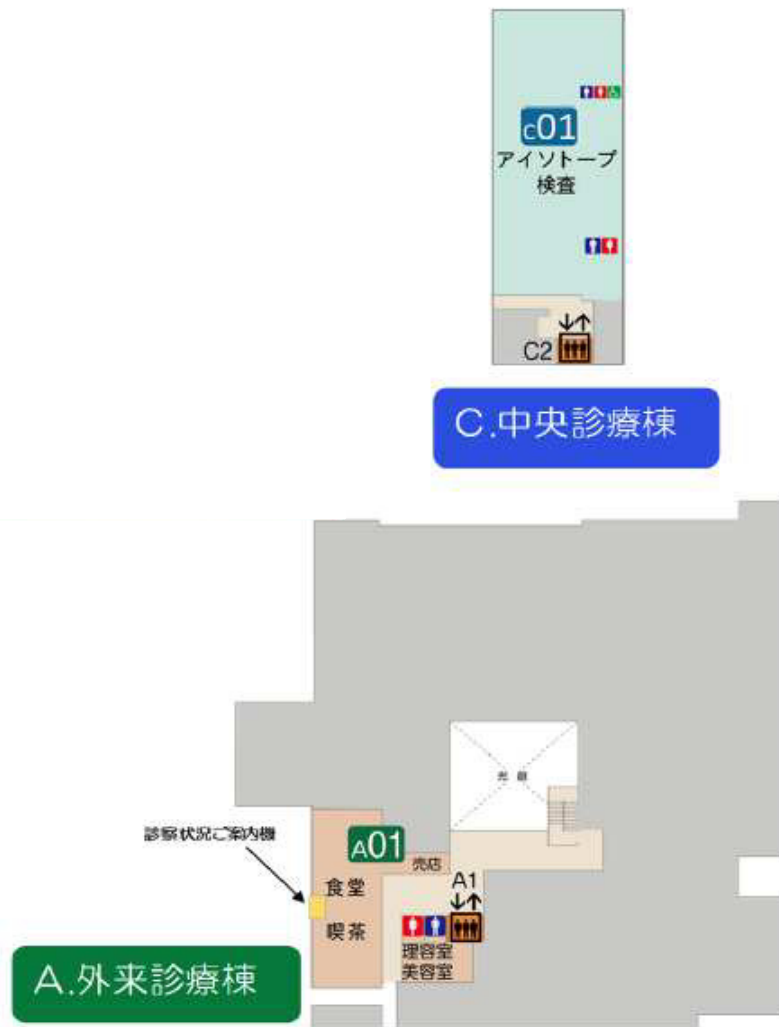 C01
アイソトープ
検査
C2
C.中央診療棟
光庭
診察状況ご案内機
A01
売店
食堂
A1
喫茶
理容室
美容室
A.外来診療棟